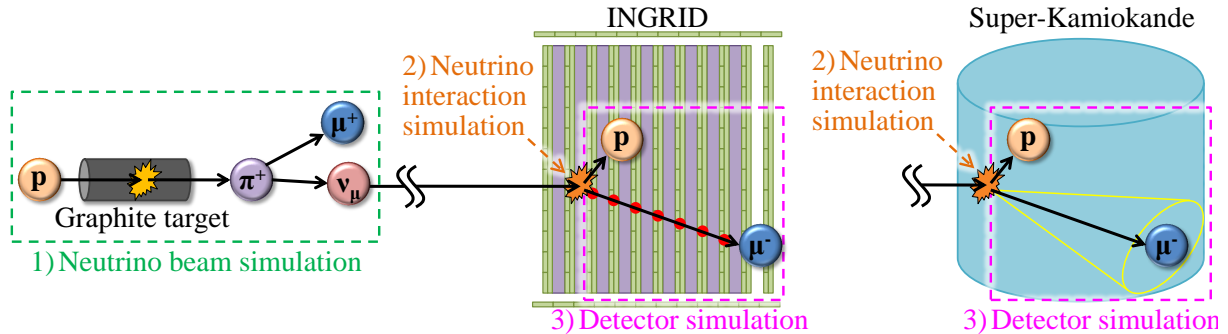 INGRID
Super-Kamiokande
2) Neutrino
interaction
simulation
2) Neutrino
interaction
simulation
p
π+
μ+
νμ
Graphite target
1) Neutrino beam simulation
p
μ-
3) Detector simulation
p
μ-
3) Detector simulation